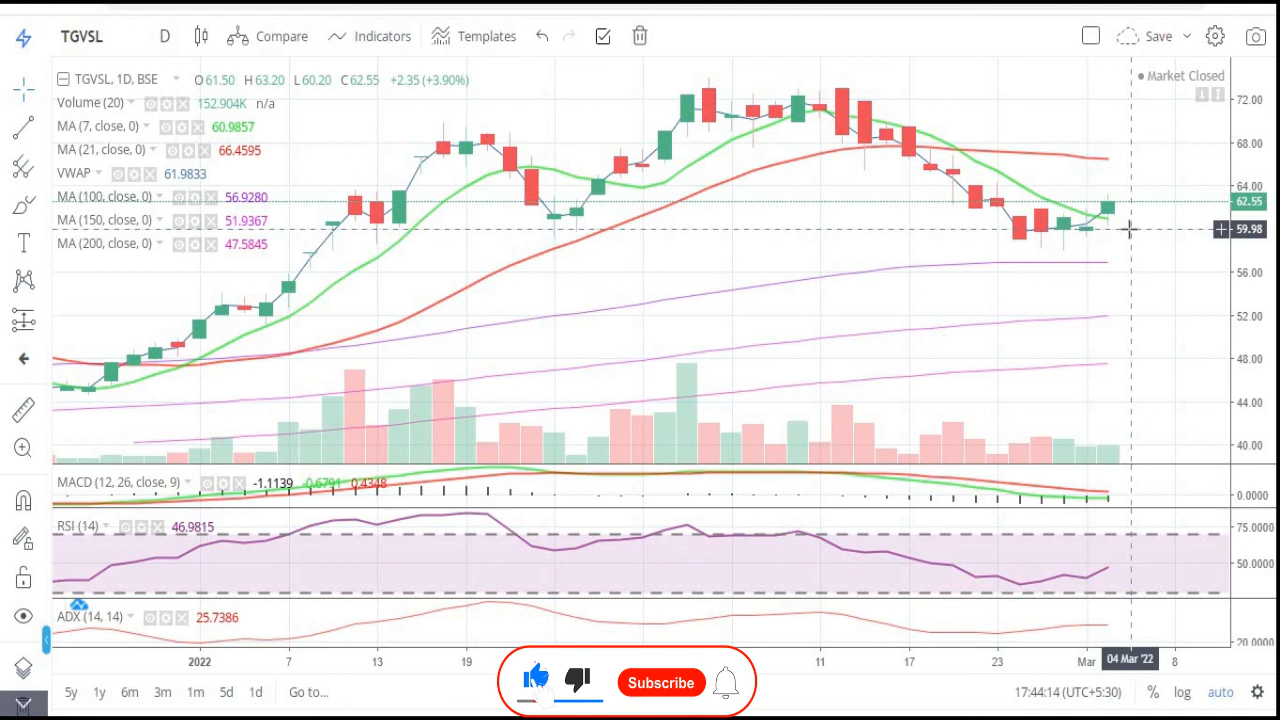 TGVSL D Compare Indicators Templates Save
TGVSL, 1D, BSE O61.50 H63.20 L60.20 C62.55 +2.35 (+3.90%)
Market Closed
Volume (20) 152.904K n/a
MA (7, close, 0) 60.9857
MA (21, close, 0) 66.4595
VWAP 61.9833
MA (100, close, 0) 56.9280
MA (150, close, 0) 51.9367
MA (200, close, 0) 47.5845
72.00
68.00
64.00
62.55
59.98
56.00
52.00
48.00
44.00
40.00
MACD (12, 26, close, 9) -1.1139 -0.6791 0.4348
0.0000
RSI (14) 46.9815
75.0000
50.0000
ADX (14, 14) 25.7386
20.0000
2022 7 13 19 11 17 23 Mar 04 Mar '22 8
5y 1y 6m 3m 1m 5d 1d Go to...
Subscribe
17:44:14 (UTC+5:30) % log auto